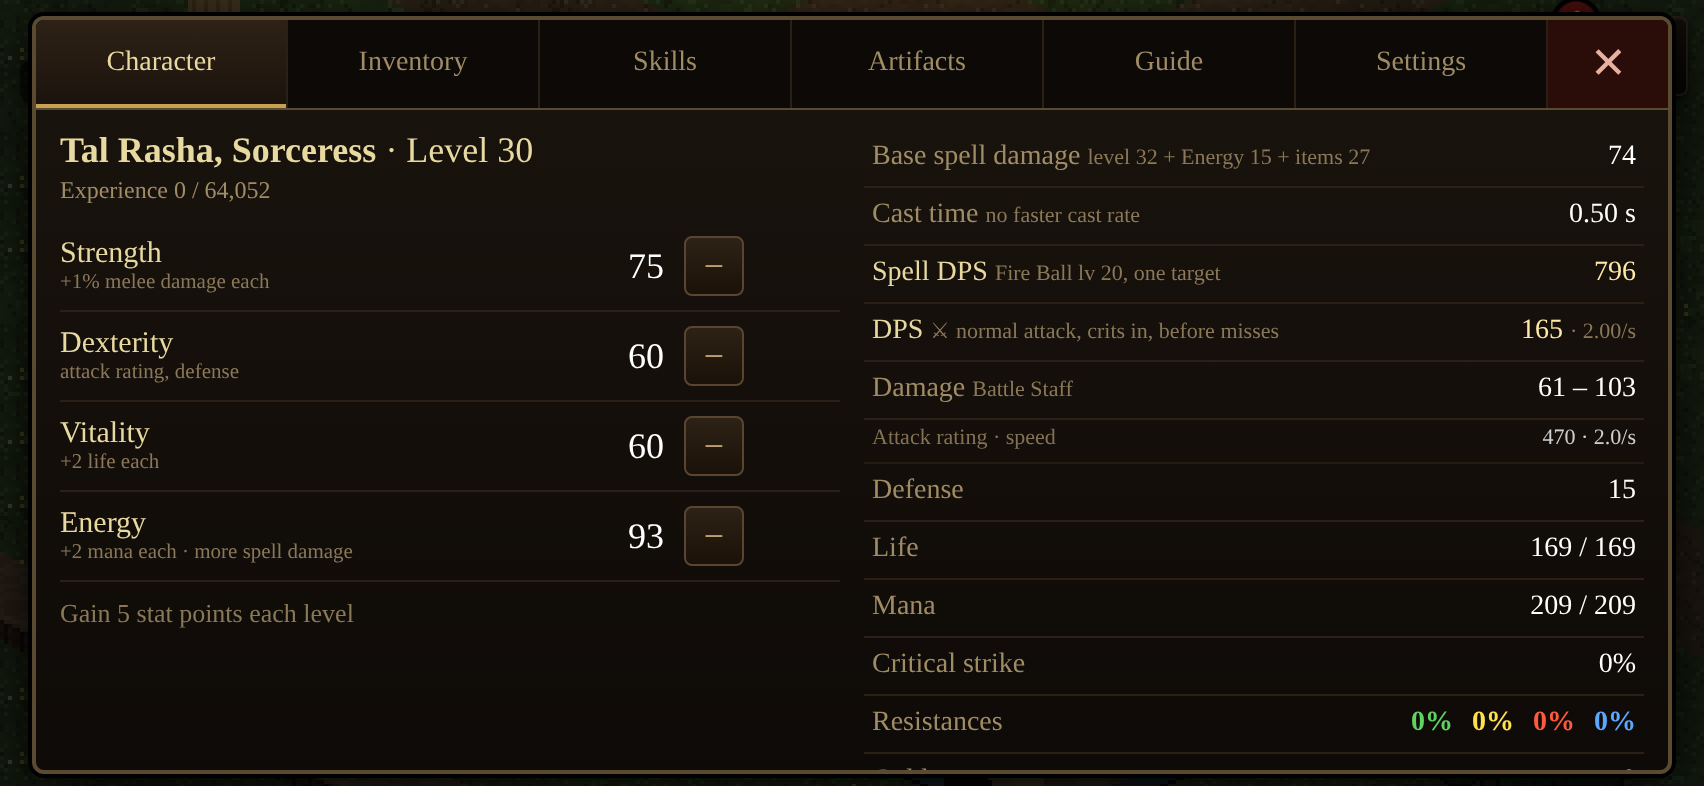 Character
Inventory
Skills
Artifacts
Guide
Settings
✕
Tal Rasha, Sorceress · Level 30
Experience 0 / 64,052
Strength
+1% melee damage each
75 −
Dexterity
attack rating, defense
60 −
Vitality
+2 life each
60 −
Energy
+2 mana each · more spell damage
93 −
Gain 5 stat points each level
Base spell damage level 32 + Energy 15 + items 27 74
Cast time no faster cast rate 0.50 s
Spell DPS Fire Ball lv 20, one target 796
DPS ⚔ normal attack, crits in, before misses 165 · 2.00/s
Damage Battle Staff 61 – 103
Attack rating · speed 470 · 2.0/s
Defense 15
Life 169 / 169
Mana 209 / 209
Critical strike 0%
Resistances 0% 0% 0% 0%